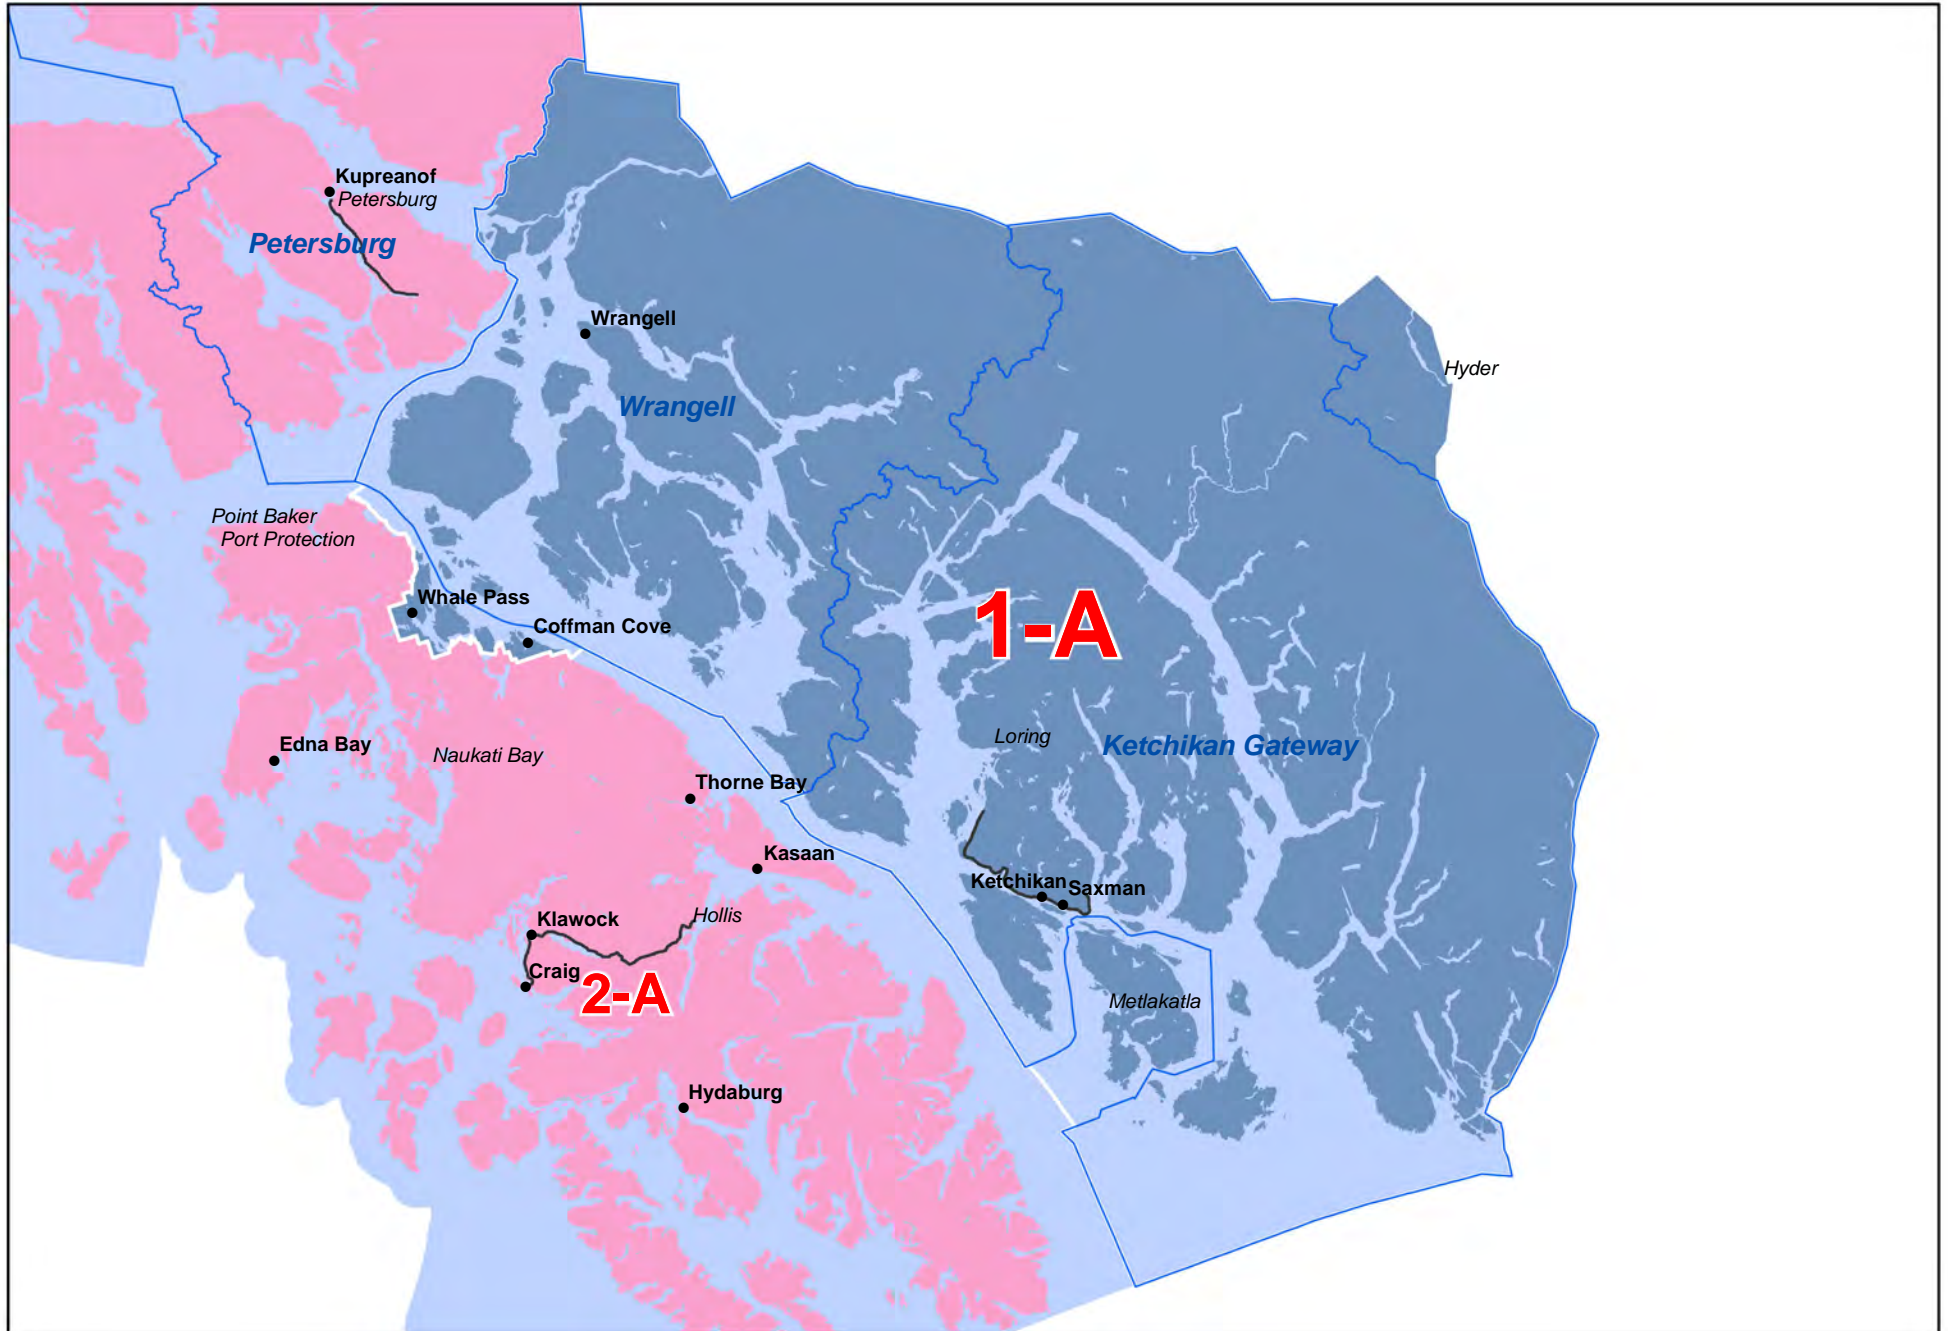 Kupreanof
Petersburg
Petersburg
Wrangell
Hyder
Wrangell
Point Baker
Port Protection
Whale Pass
Coffman Cove
1-A
Edna Bay
Naukati Bay
Loring
Ketchikan Gateway
Thorne Bay
Kasaan
Ketchikan
Saxman
Klawock
Hollis
Craig
2-A
Metlakatla
Hydaburg